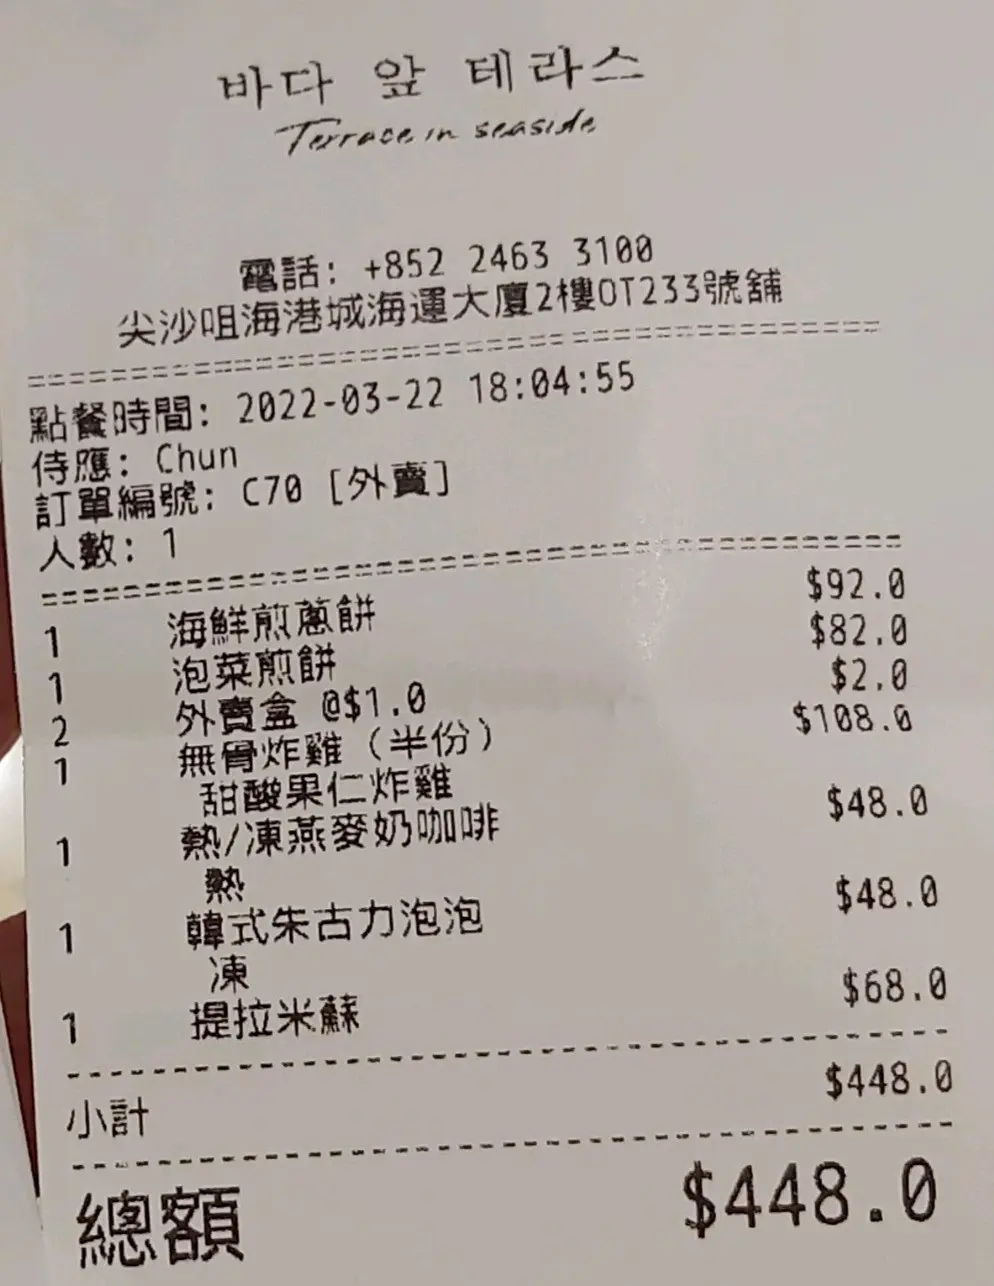 바다 앞 테라스
Terrace in seaside
電話: +852 2463 3100
尖沙咀海港城海運大廈2樓OT233號舖
點餐時間: 2022-03-22 18:04:55
侍應: Chun
訂單編號: C70 [外賣]
人數: 1
1 海鮮煎蔥餅 $92.0
1 泡菜煎餅 $82.0
2 外賣盒 @$1.0 $2.0
1 無骨炸雞 (半份) $108.0
甜酸果仁炸雞
1 熱/凍燕麥奶咖啡 $48.0
熱
1 韓式朱古力泡泡 $48.0
凍
1 提拉米蘇 $68.0
小計 $448.0
總額 $448.0